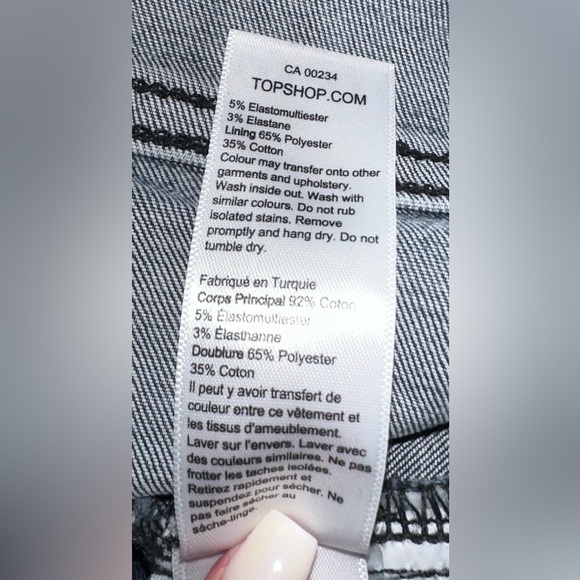 CA 00234
TOPSHOP.COM
5% Elastomultiester
3% Elastane
Lining 65% Polyester
35% Cotton
Colour may transfer onto other
garments and upholstery.
Wash inside out. Wash with
similar colours. Do not rub
isolated stains. Remove
promptly and hang dry. Do not
tumble dry.
Fabriqué en Turquie
Corps Principal 92% Coton
5% Élastomultiester
3% Élasthanne
Doublure 65% Polyester
35% Coton
Il peut y avoir transfert de
couleur entre ce vêtement et
les tissus d'ameublement.
Laver sur l'envers. Laver avec
des couleurs similaires. Ne pas
frotter les taches isolées.
Retirez rapidement et
suspendez pour sécher. Ne
pas faire sécher au
sèche-linge.